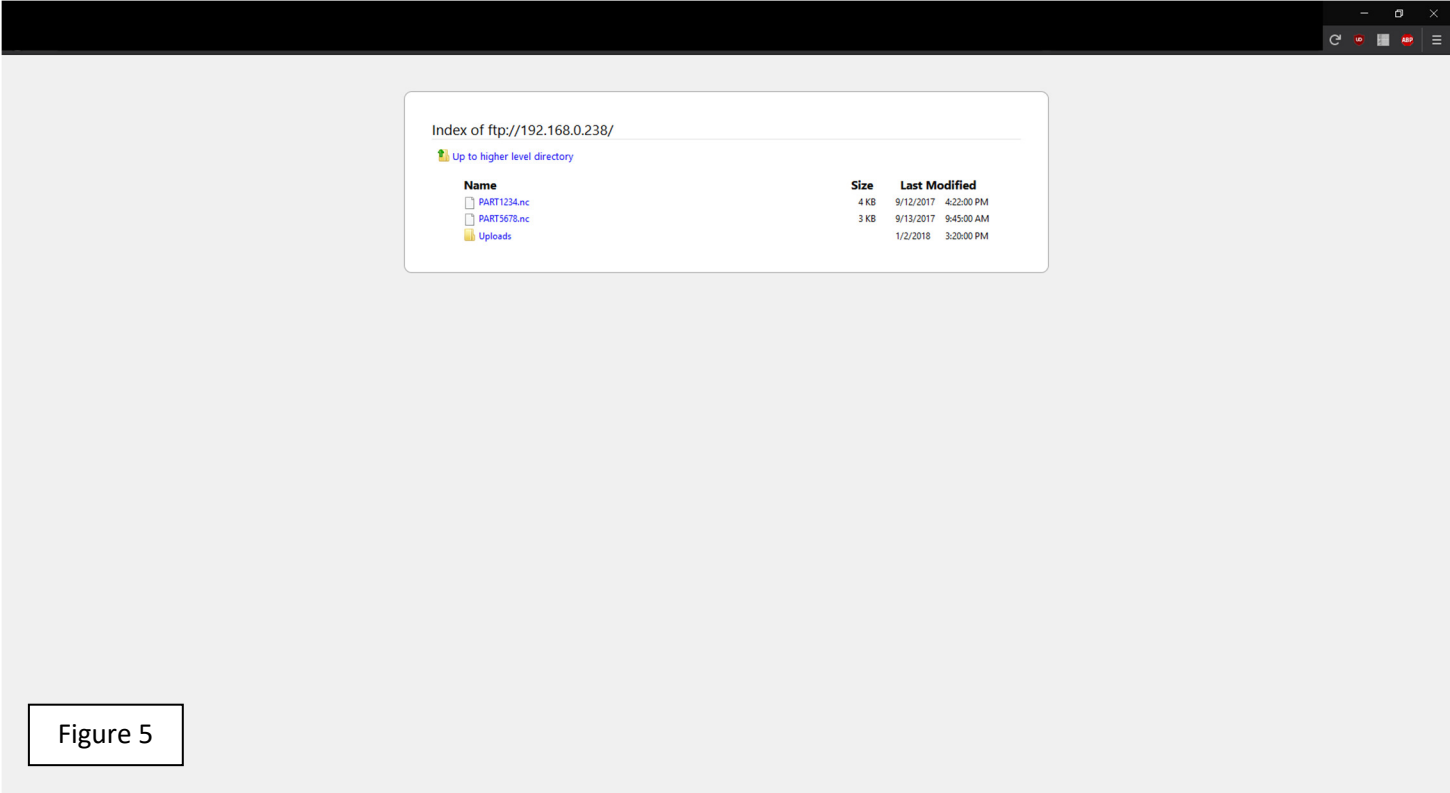 UD ABP
Index of ftp://192.168.0.238/
Up to higher level directory
Name Size Last Modified
PART1234.nc 4 KB 9/12/2017 4:22:00 PM
PART5678.nc 3 KB 9/13/2017 9:45:00 AM
Uploads 1/2/2018 3:20:00 PM
Figure 5